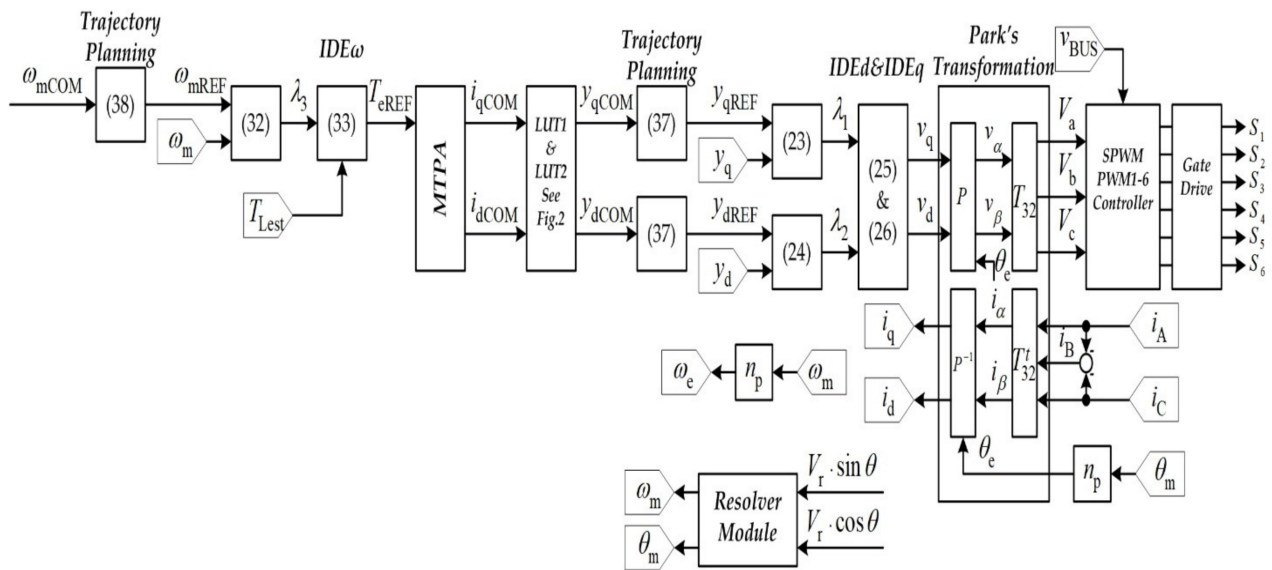 Trajectory
Planning
ω_mCOM
(38)
ω_mREF
ω_m
(32)
λ_3
IDEω
(33)
T_Lest
T_eREF
MTPA
i_qCOM
i_dCOM
LUT1
&
LUT2
See
Fig.2
y_qCOM
y_dCOM
Trajectory
Planning
(37)
(37)
y_qREF
y_q
y_dREF
y_d
(23)
(24)
λ_1
λ_2
IDEd&IDEq
(25)
&
(26)
v_q
v_d
Park's
Transformation
P
v_α
v_β
θ_e
T_32
V_a
V_b
V_c
v_BUS
SPWM
PWM1-6
Controller
Gate
Drive
S_1
S_2
S_3
S_4
S_5
S_6
i_q
i_d
P^-1
i_α
i_β
T^t_32
i_B
-
-
i_A
i_C
θ_e
n_p
θ_m
ω_e
n_p
ω_m
ω_m
θ_m
Resolver
Module
V_r · sin θ
V_r · cos θ